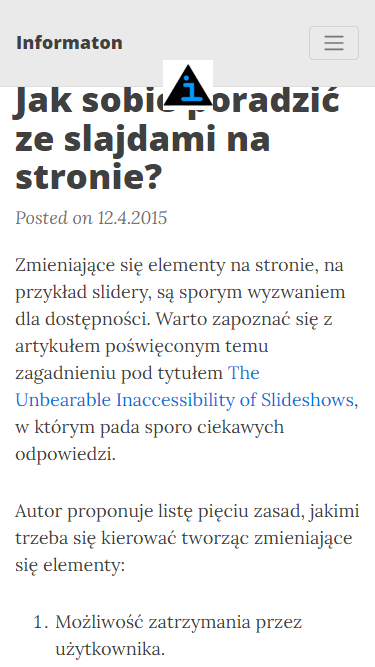 Informaton
Jak sobie poradzić
ze slajdami na
stronie?
Posted on 12.4.2015
Zmieniające się elementy na stronie, na
przykład slidery, są sporym wyzwaniem
dla dostępności. Warto zapoznać się z
artykułem poświęconym temu
zagadnieniu pod tytułem The
Unbearable Inaccessibility of Slideshows,
w którym pada sporo ciekawych
odpowiedzi.
Autor proponuje listę pięciu zasad, jakimi
trzeba się kierować tworząc zmieniające
się elementy:
1. Możliwość zatrzymania przez
użytkownika.